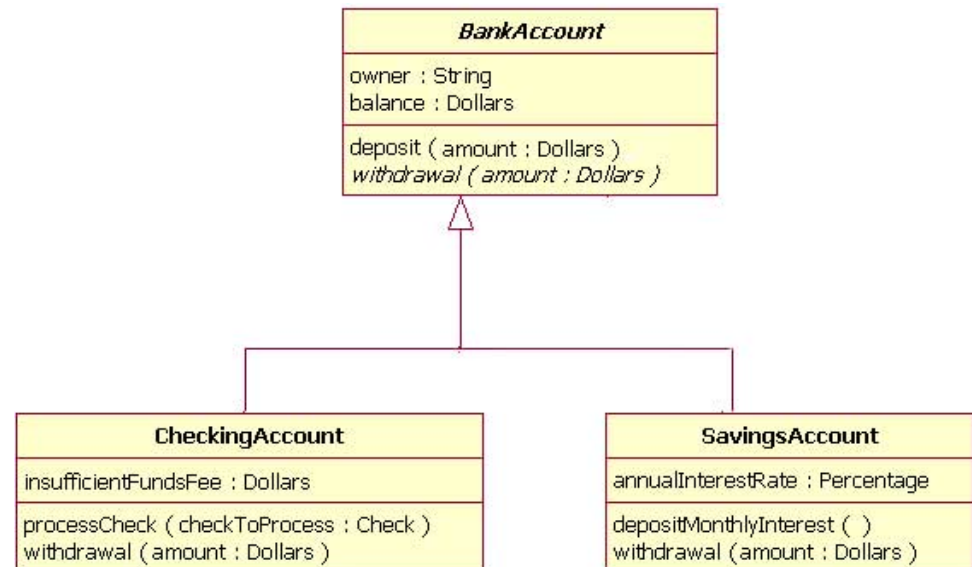 BankAccount
owner : String
balance : Dollars
deposit ( amount : Dollars )
withdrawal ( amount : Dollars )
CheckingAccount
insufficientFundsFee : Dollars
processCheck ( checkToProcess : Check )
withdrawal ( amount : Dollars )
SavingsAccount
annualInterestRate : Percentage
depositMonthlyInterest ( )
withdrawal ( amount : Dollars )